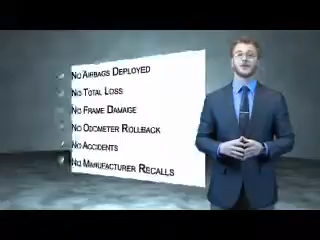 No Airbags Deployed
No Total Loss
No Frame Damage
No Odometer Rollback
No Accidents
No Manufacturer Recalls